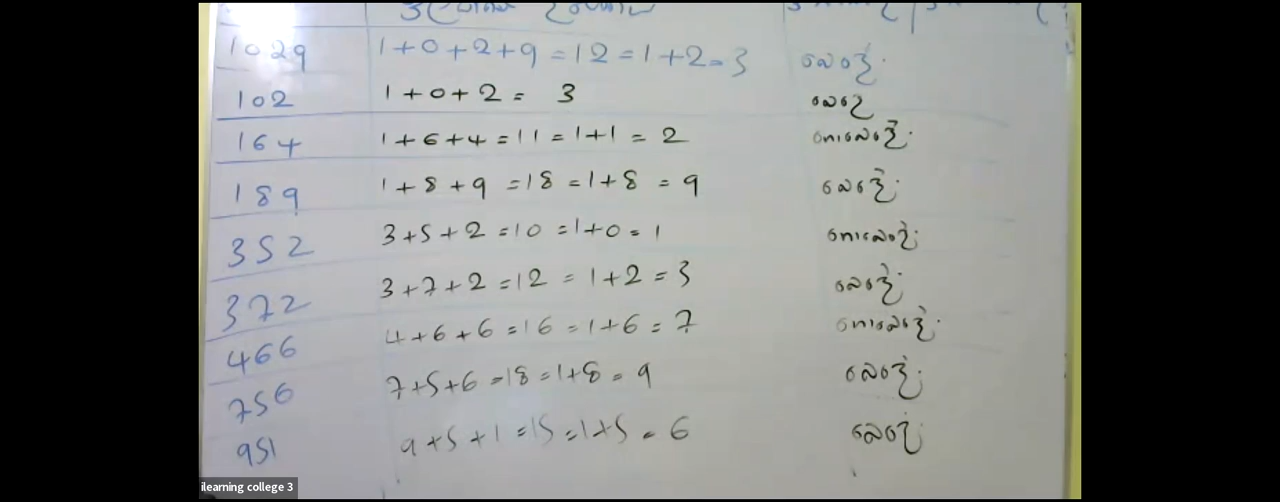 1029 1+0+2+9=12=1+2=3 බෙදේ.
102 1+0+2= 3 බෙදේ
164 1+6+4=11=1+1=2 නොබෙදේ.
189 1+8+9=18=1+8=9 බෙදේ.
352 3+5+2=10=1+0=1 නොබෙදේ.
372 3+7+2=12=1+2=3 බෙදේ.
466 4+6+6=16=1+6=7 නොබෙදේ.
756 7+5+6=18=1+8=9 බෙදේ.
951 9+5+1=15=1+5=6 බෙදේ.
ilearning college 3